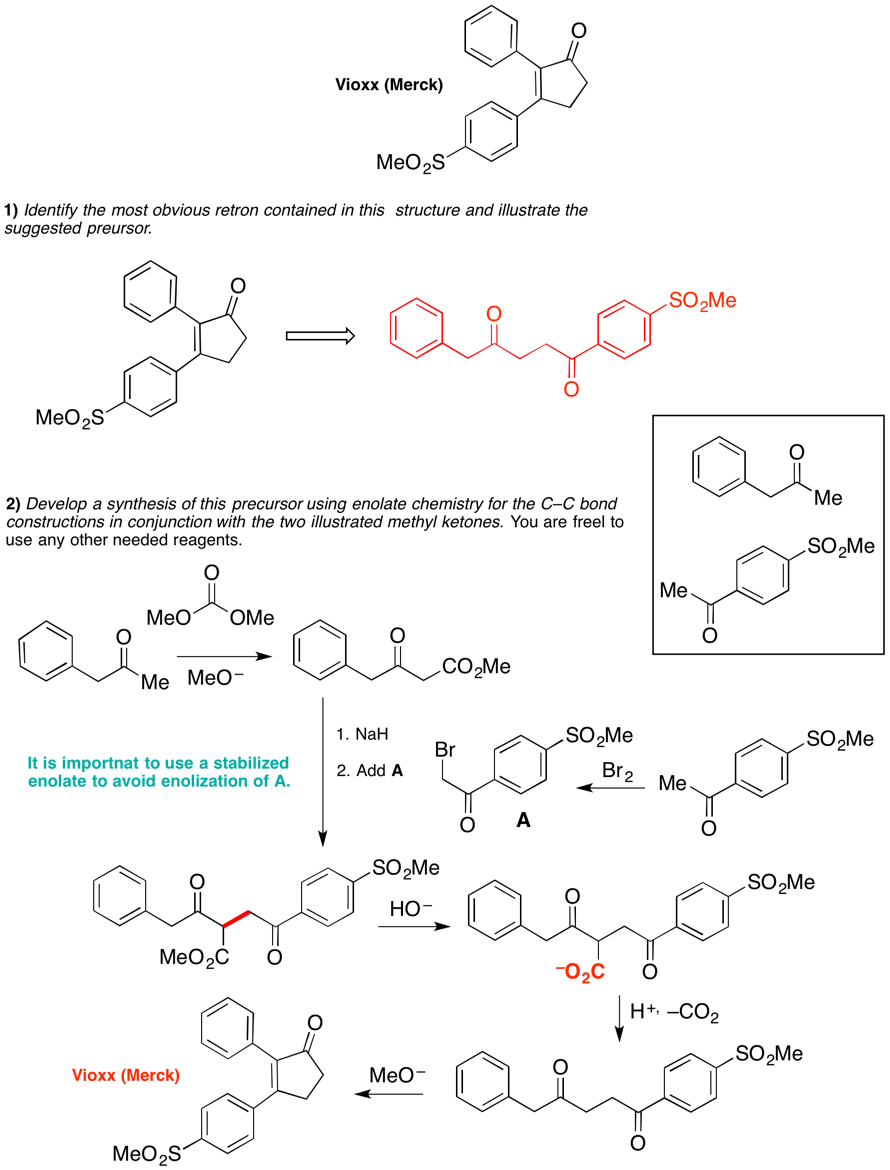 O
Vioxx (Merck)
MeO₂S
1) Identify the most obvious retron contained in this structure and illustrate the
suggested preursor.
O
MeO₂S
O
O
SO₂Me
2) Develop a synthesis of this precursor using enolate chemistry for the C–C bond
constructions in conjunction with the two illustrated methyl ketones. You are freel to
use any other needed reagents.
O
Me
SO₂Me
Me
O
O
Me
O
MeO OMe
MeO⁻
O
CO₂Me
It is importnat to use a stabilized
enolate to avoid enolization of A.
1. NaH
2. Add A
Br
SO₂Me
O
A
Br₂
SO₂Me
Me
O
O
SO₂Me
MeO₂C
O
HO⁻
O
SO₂Me
⁻O₂C
O
H⁺, –CO₂
O
SO₂Me
O
MeO⁻
Vioxx (Merck)
O
MeO₂S